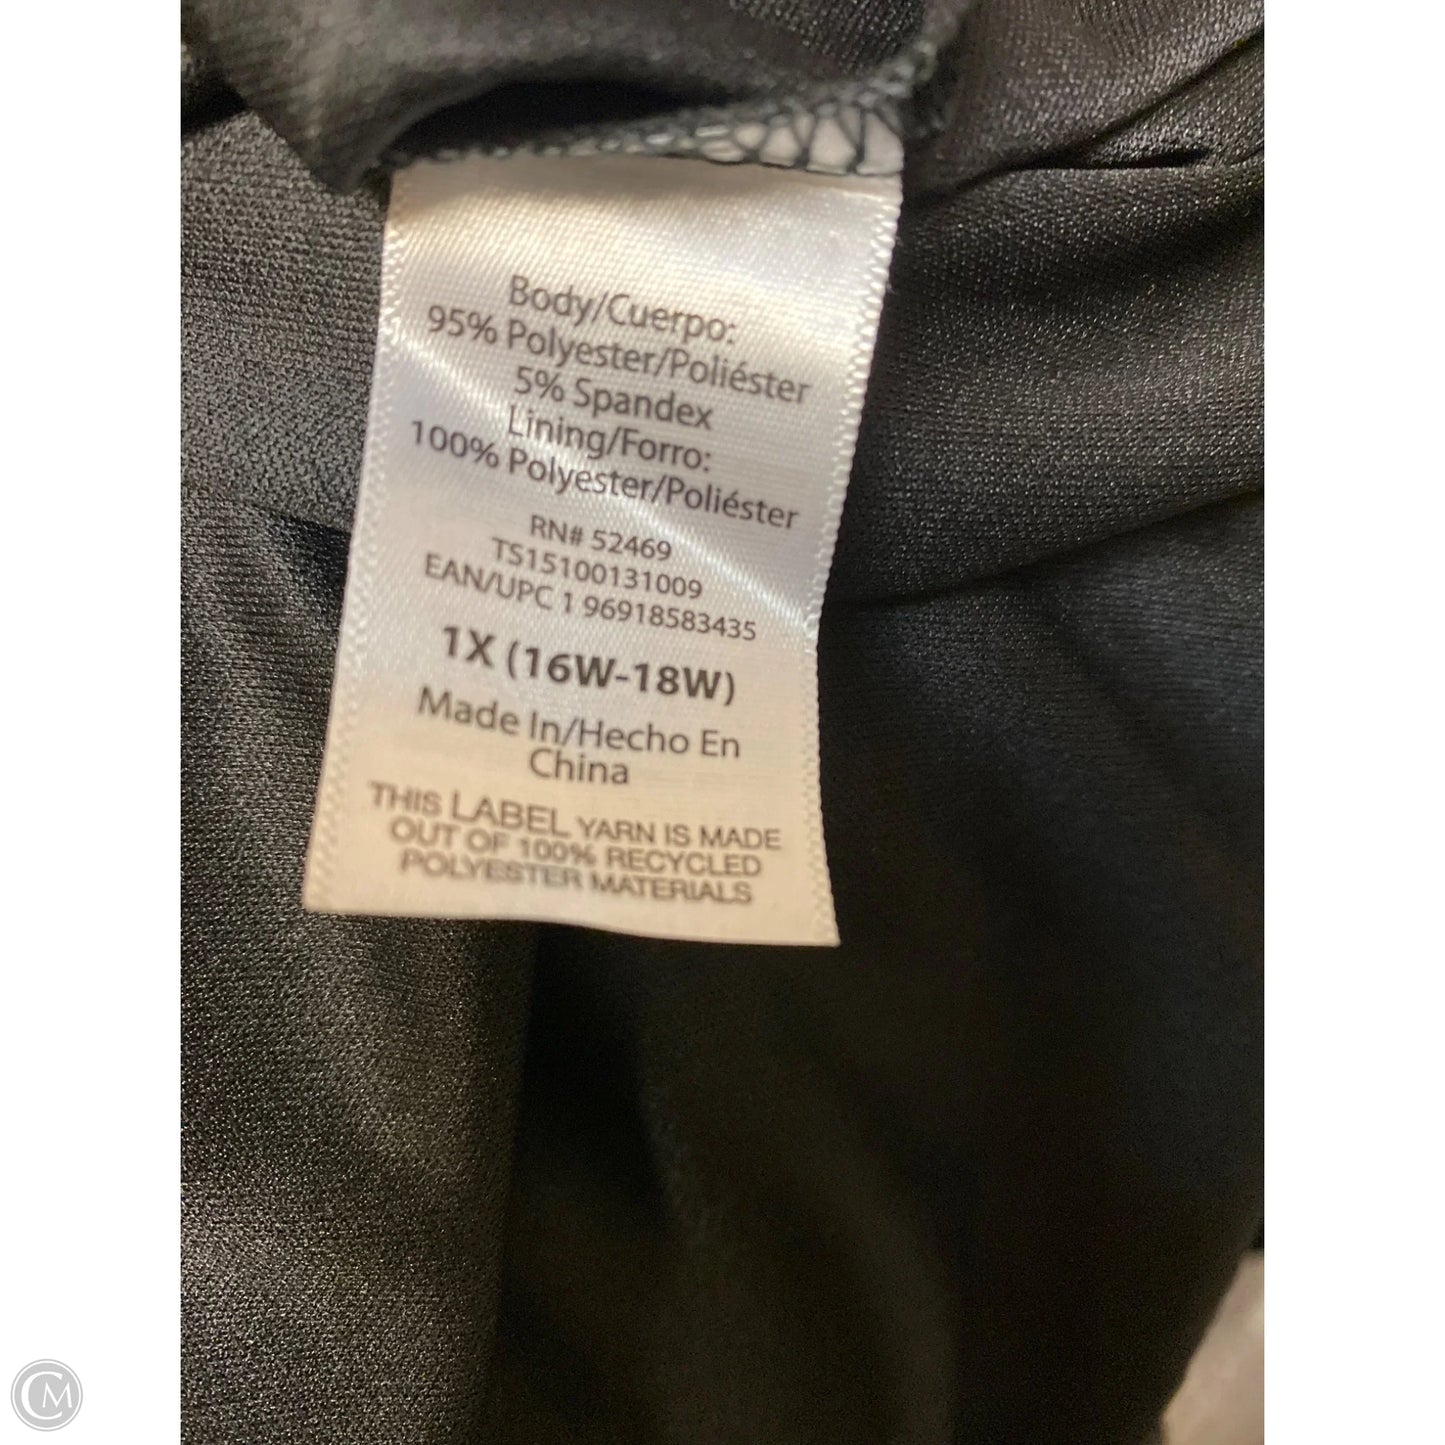 Body/Cuerpo:
95% Polyester/Poliéster
5% Spandex
Lining/Forro:
100% Polyester/Poliéster
RN# 52469
TS15100131009
EAN/UPC 1 96918583435
1X (16W-18W)
Made In/Hecho En
China
THIS LABEL YARN IS MADE
OUT OF 100% RECYCLED
POLYESTER MATERIALS
CM